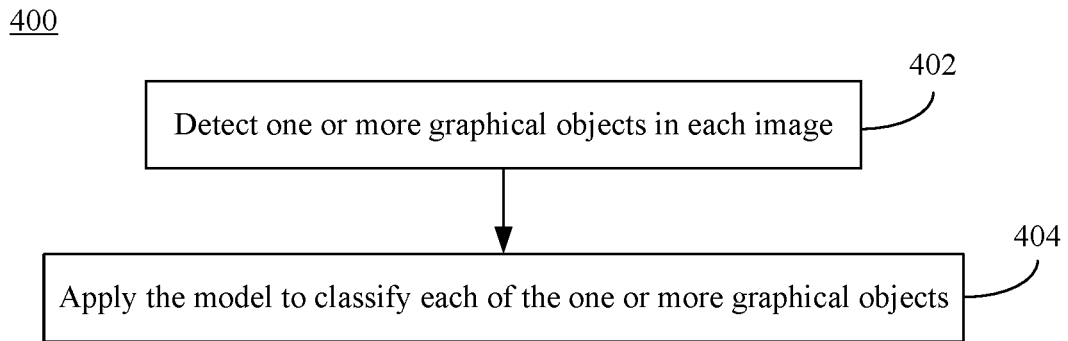 400
402
Detect one or more graphical objects in each image
404
Apply the model to classify each of the one or more graphical objects